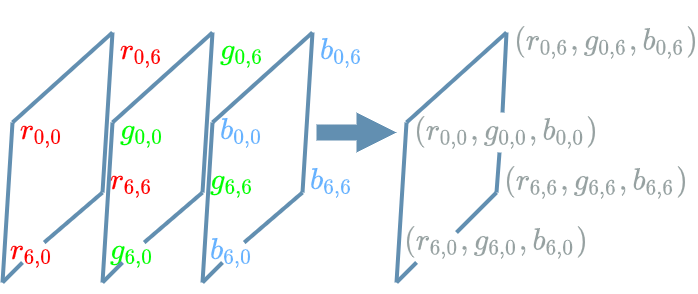 r_{0,6} g_{0,6} b_{0,6} (r_{0,6}, g_{0,6}, b_{0,6})
r_{0,0} g_{0,0} b_{0,0} (r_{0,0}, g_{0,0}, b_{0,0})
r_{6,6} g_{6,6} b_{6,6} (r_{6,6}, g_{6,6}, b_{6,6})
r_{6,0} g_{6,0} b_{6,0} (r_{6,0}, g_{6,0}, b_{6,0})